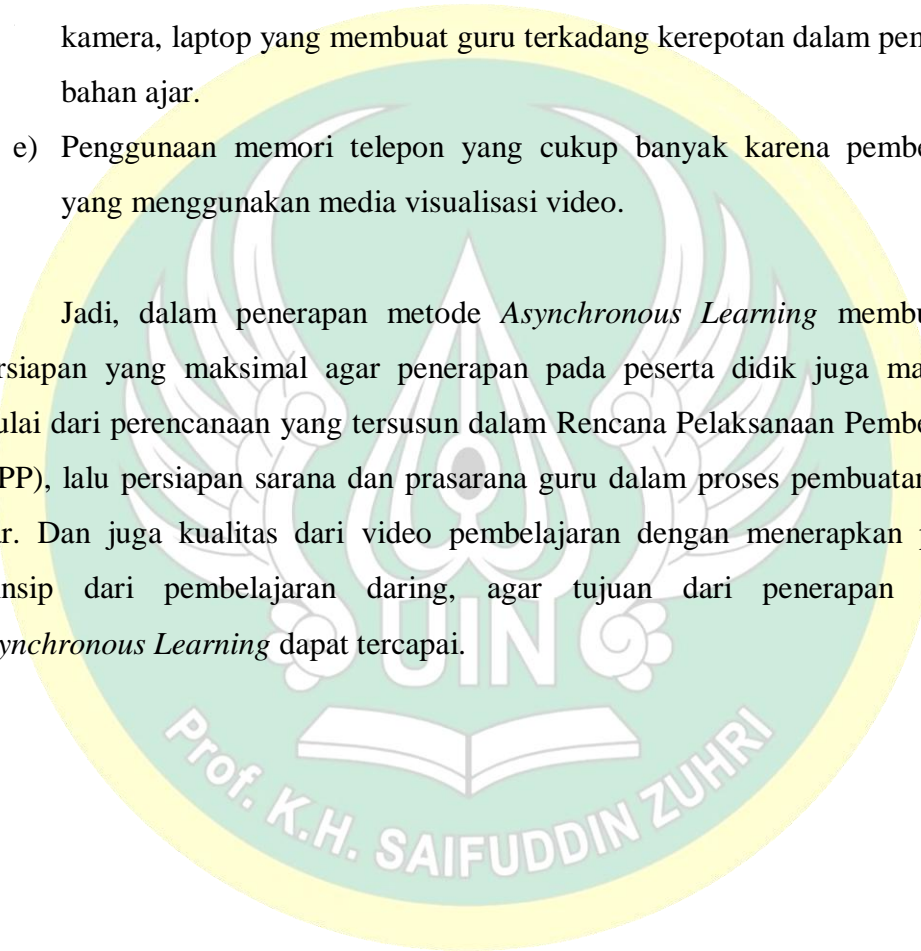 kamera, laptop yang membuat guru terkadang kerepotan dalam pem
bahan ajar.
e) Penggunaan memori telepon yang cukup banyak karena pembe
yang menggunakan media visualisasi video.
Jadi, dalam penerapan metode Asynchronous Learning membu
rsiapan yang maksimal agar penerapan pada peserta didik juga ma
ulai dari perencanaan yang tersusun dalam Rencana Pelaksanaan Pembe
PP), lalu persiapan sarana dan prasarana guru dalam proses pembuatan
ar. Dan juga kualitas dari video pembelajaran dengan menerapkan
nsip dari pembelajaran daring, agar tujuan dari penerapan
ynchronous Learning dapat tercapai.
UIN
Prof. K.H. SAIFUDDIN ZUHRI